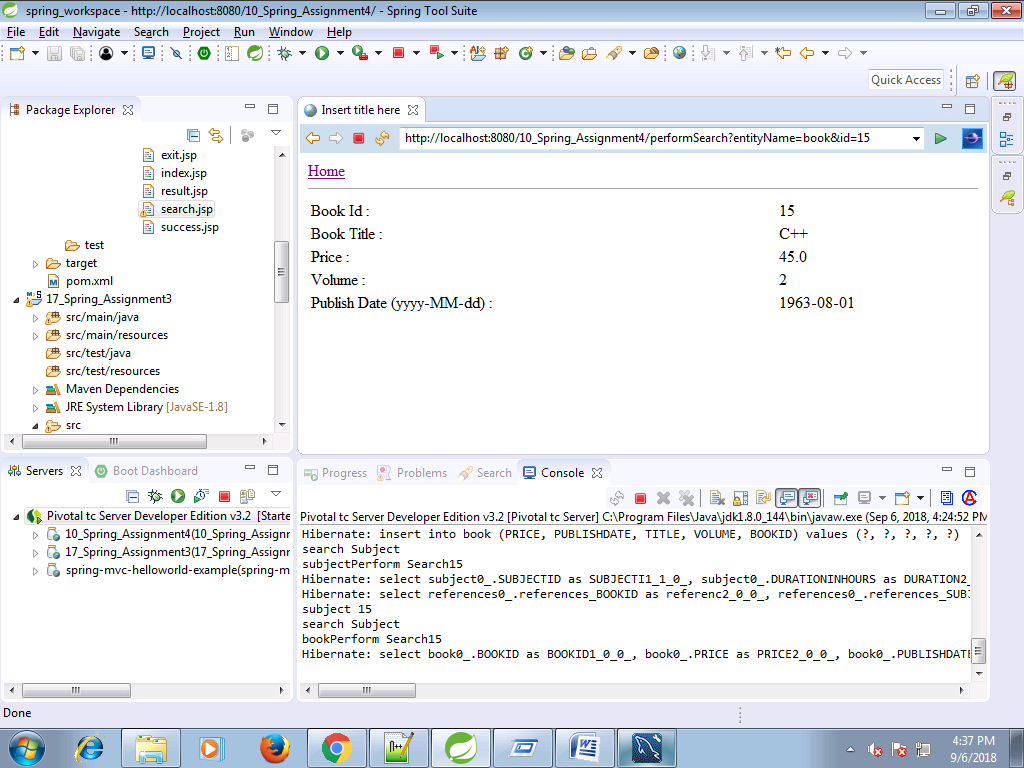 spring_workspace - http://localhost:8080/10_Spring_Assignment4/ - Spring Tool Suite
File Edit Navigate Search Project Run Window Help
Quick Access
Package Explorer
exit.jsp
index.jsp
result.jsp
search.jsp
success.jsp
test
target
pom.xml
17_Spring_Assignment3
src/main/java
src/main/resources
src/test/java
src/test/resources
Maven Dependencies
JRE System Library [JavaSE-1.8]
src
Insert title here
http://localhost:8080/10_Spring_Assignment4/performSearch?entityName=book&id=15
Home
Book Id : 15
Book Title : C++
Price : 45.0
Volume : 2
Publish Date (yyyy-MM-dd) : 1963-08-01
Servers Boot Dashboard
Pivotal tc Server Developer Edition v3.2 [Starte
10_Spring_Assignment4(10_Spring_Assignr
17_Spring_Assignment3(17_Spring_Assignr
spring-mvc-helloworld-example(spring-m
Progress Problems Search Console
Pivotal tc Server Developer Edition v3.2 [Pivotal tc Server] C:\Program Files\Java\jdk1.8.0_144\bin\javaw.exe (Sep 6, 2018, 4:24:52 PM
Hibernate: insert into book (PRICE, PUBLISHDATE, TITLE, VOLUME, BOOKID) values (?, ?, ?, ?, ?)
search Subject
subjectPerform Search15
Hibernate: select subject0_.SUBJECTID as SUBJECTI1_1_0_, subject0_.DURATIONINHOURS as DURATION2_
Hibernate: select references0_.references_BOOKID as referenc2_0_0_, references0_.references_SUBJ
subject 15
search Subject
bookPerform Search15
Hibernate: select book0_.BOOKID as BOOKID1_0_0_, book0_.PRICE as PRICE2_0_0_, book0_.PUBLISHDATE
Done
4:37 PM
9/6/2018